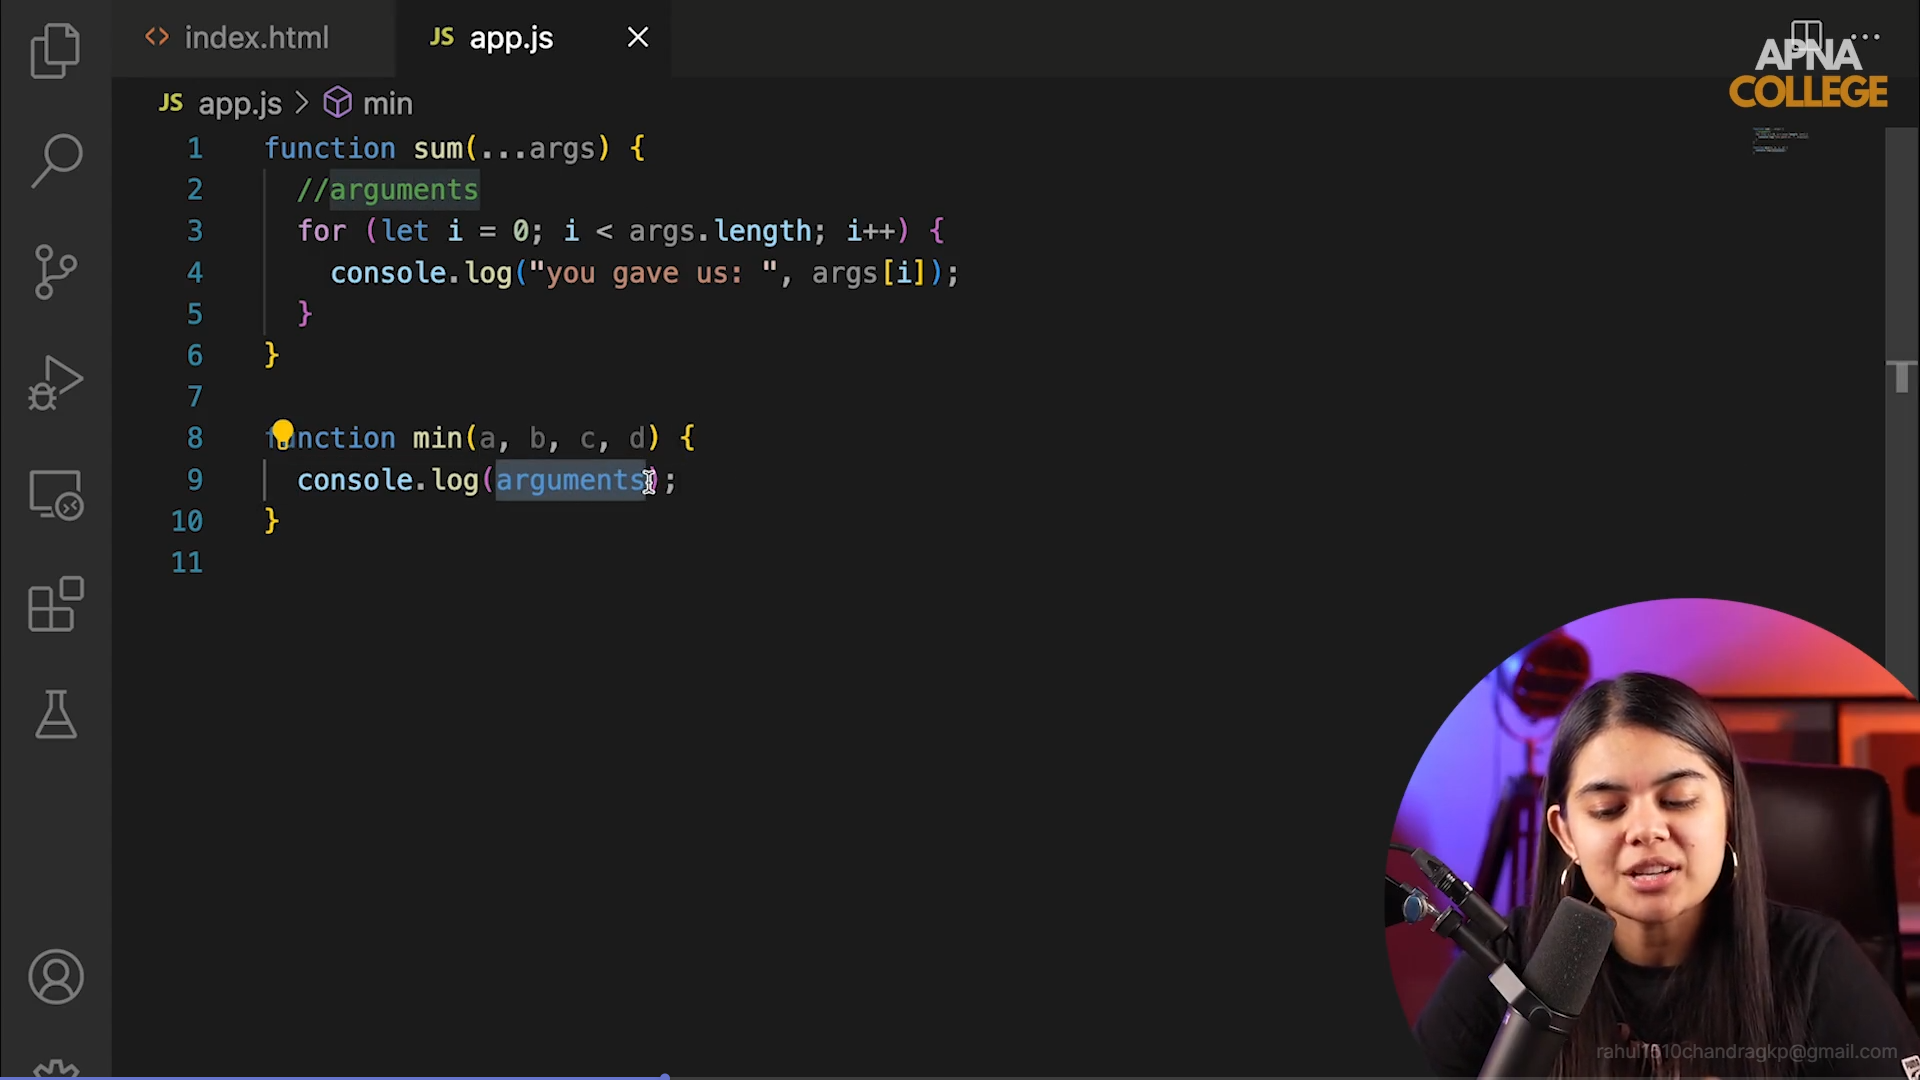 index.html
JS app.js
APNA
COLLEGE
JS app.js > min
1 function sum(...args) {
2 //arguments
3 for (let i = 0; i < args.length; i++) {
4 console.log("you gave us: ", args[i]);
5 }
6 }
7
8 function min(a, b, c, d) {
9 console.log(arguments);
10 }
11
rahul1510chandragkp@gmail.com